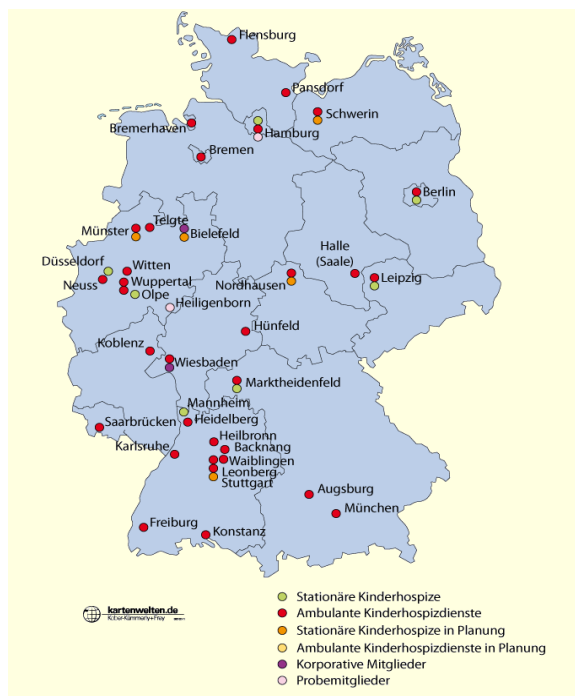 Flensburg
Pansdorf
Schwerin
Bremerhaven
Hamburg
Bremen
Berlin
Telgte
Münster
Bielefeld
Halle
(Saale)
Düsseldorf
Witten
Leipzig
Neuss
Wuppertal
Nordhausen
Olpe
Heiligenborn
Hünfeld
Koblenz
Wiesbaden
Marktheidenfeld
Mannheim
Saarbrücken
Heidelberg
Heilbronn
Karlsruhe
Backnang
Waiblingen
Leonberg
Stuttgart
Augsburg
München
Freiburg
Konstanz
Stationäre Kinderhospize
kartenwelten.de
Ambulante Kinderhospizdienste
Stationäre Kinderhospize in Planung
Ambulante Kinderhospizdienste in Planung
Korporative Mitglieder
Probemitglieder